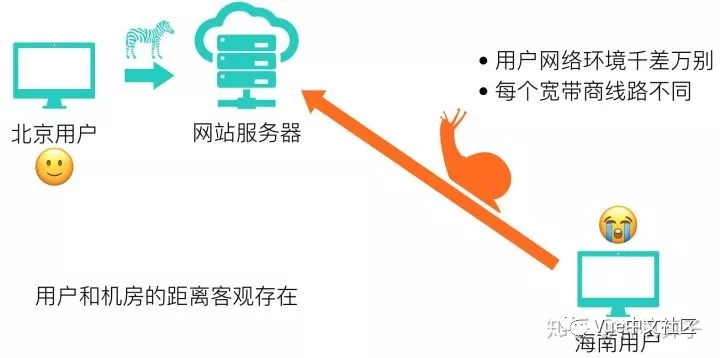 北京用户
网站服务器
• 用户网络环境千差万别
• 每个宽带商线路不同
用户和机房的距离客观存在
Vue中文社区
海南用户